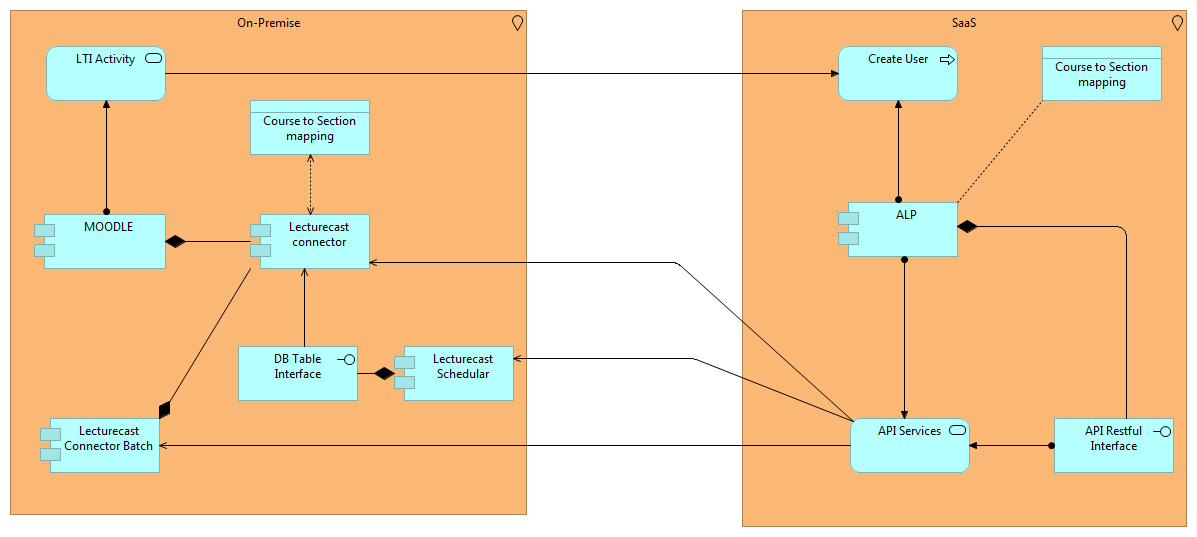 On-Premise
SaaS
LTI Activity
Create User
Course to Section
mapping
Course to Section
mapping
MOODLE
Lecturecast
connector
ALP
DB Table
Interface
Lecturecast
Schedular
Lecturecast
Connector Batch
API Services
API Restful
Interface